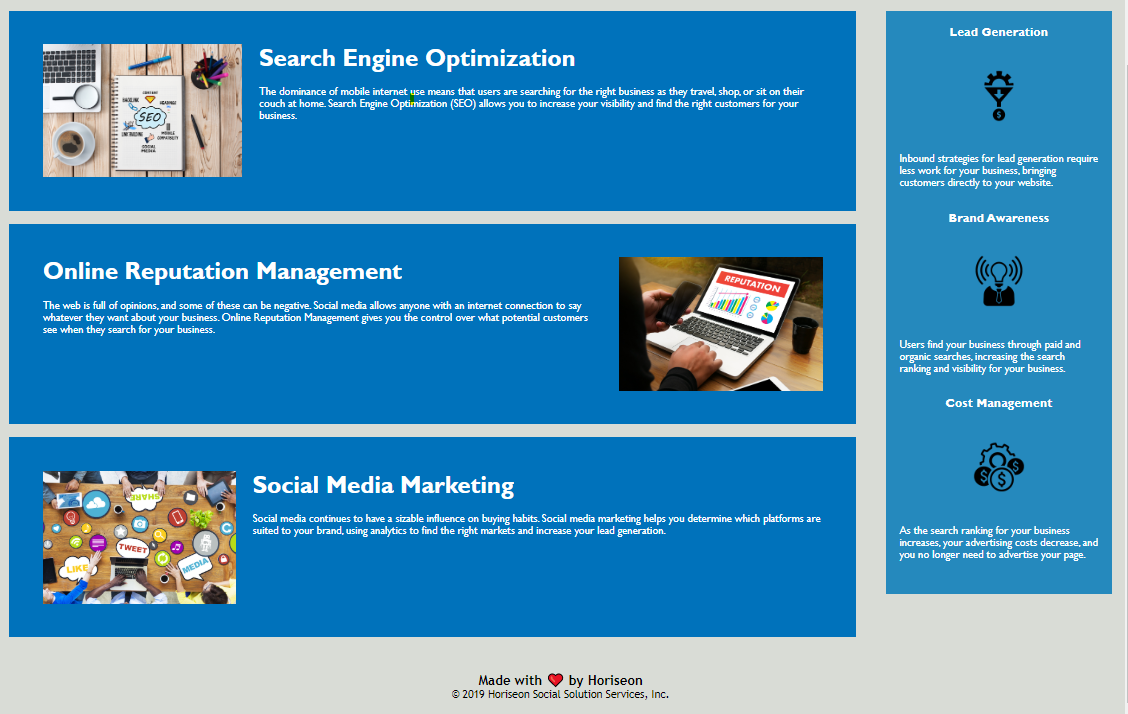 Search Engine Optimization
The dominance of mobile internet use means that users are searching for the right business as they travel, shop, or sit on their
couch at home. Search Engine Optimization (SEO) allows you to increase your visibility and find the right customers for your
business.
SEO
BACKLINK
LINK BUILDING
MOBILE
COMPATIBILITY
SOCIAL
MEDIA
Online Reputation Management
The web is full of opinions, and some of these can be negative. Social media allows anyone with an internet connection to say
whatever they want about your business. Online Reputation Management gives you the control over what potential customers
see when they search for your business.
REPUTATION
Social Media Marketing
Social media continues to have a sizable influence on buying habits. Social media marketing helps you determine which platforms are
suited to your brand, using analytics to find the right markets and increase your lead generation.
SHARE
TWEET
LIKE
MEDIA
Lead Generation
$
Inbound strategies for lead generation require
less work for your business, bringing
customers directly to your website.
Brand Awareness
Users find your business through paid and
organic searches, increasing the search
ranking and visibility for your business.
Cost Management
$ $ $
As the search ranking for your business
increases, your advertising costs decrease, and
you no longer need to advertise your page.
Made with ❤️ by Horiseon
© 2019 Horiseon Social Solution Services, Inc.